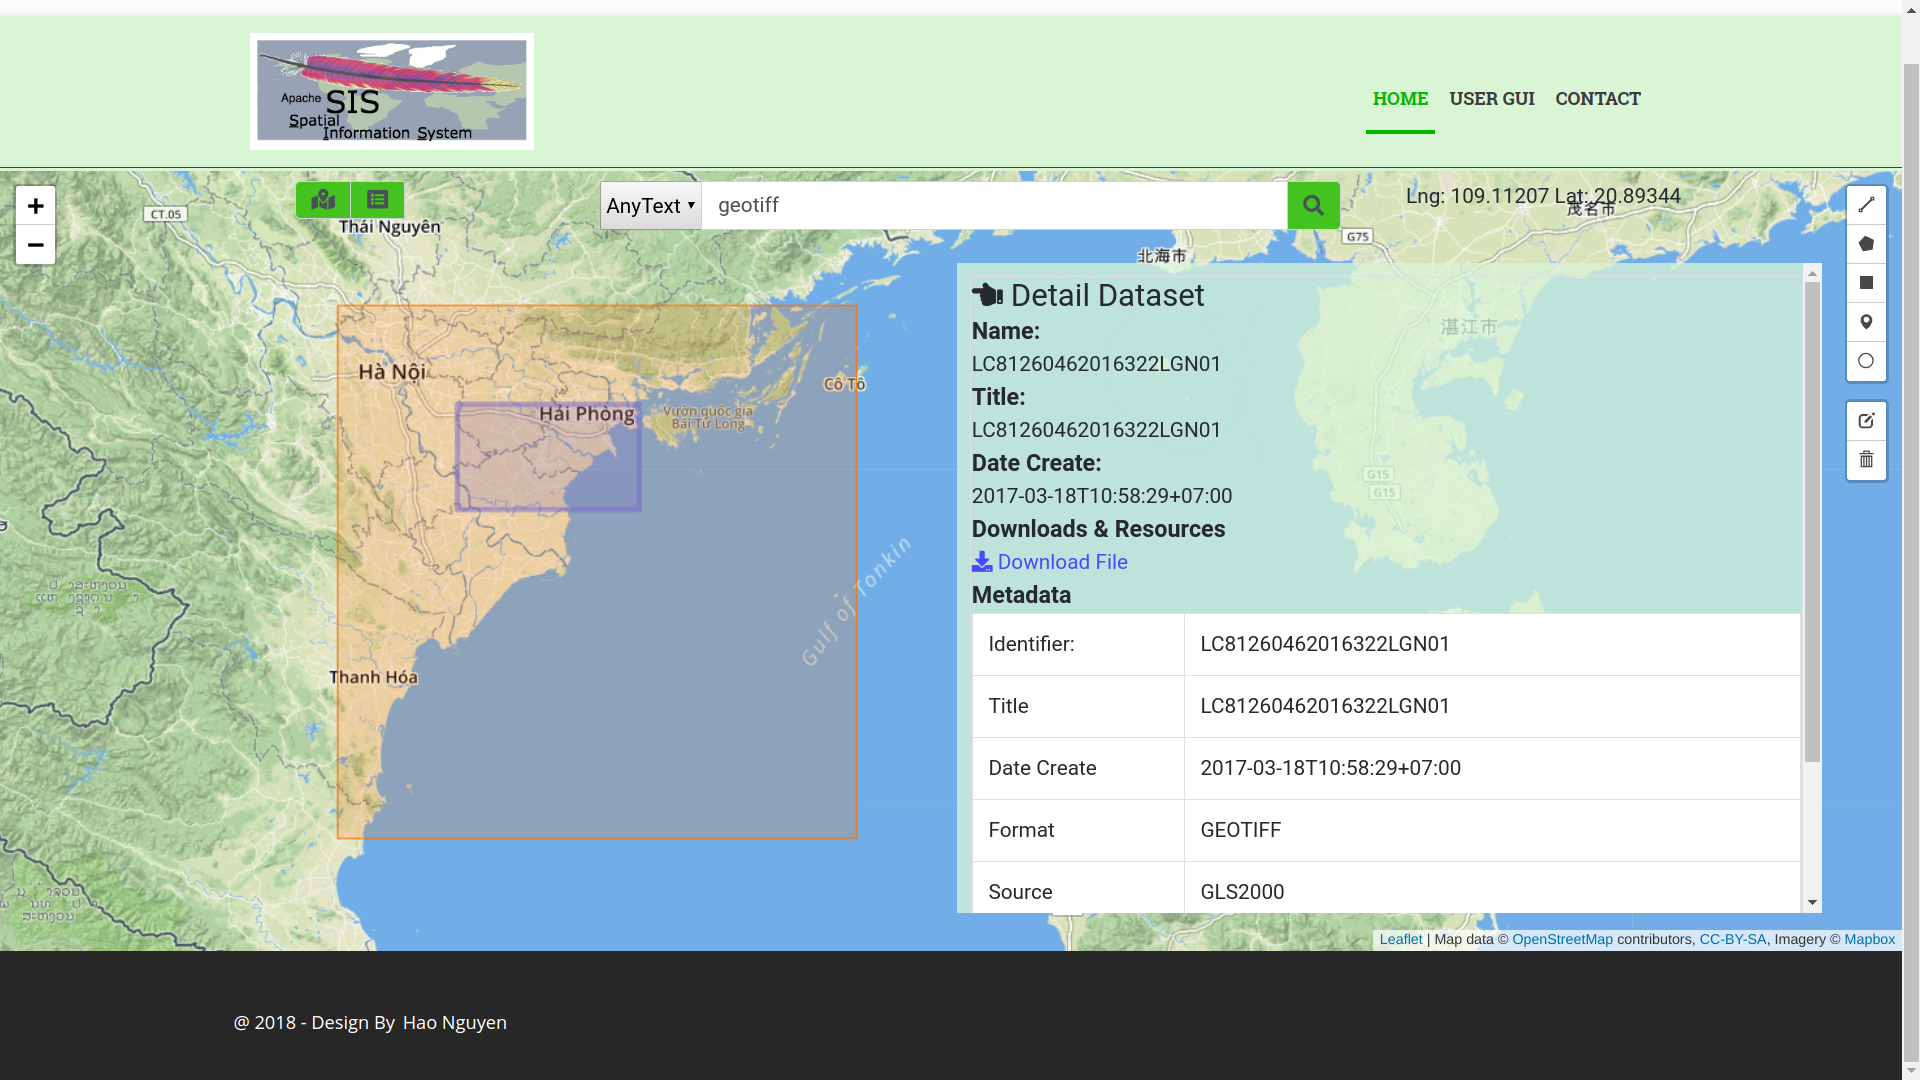 Apache SIS
Spatial
Information System
HOME
USER GUI
CONTACT
+
−
CT.05
Thái Nguyên
AnyText
geotiff
Lng: 109.11207 Lat: 20.89344
茂名市
G75
北海市
Hà Nội
Hải Phòng
Vườn quốc gia
Bái Tử Long
Cô Tô
Gulf of Tonkin
Thanh Hóa
湛江市
G15
G15
Detail Dataset
Name:
LC81260462016322LGN01
Title:
LC81260462016322LGN01
Date Create:
2017-03-18T10:58:29+07:00
Downloads & Resources
Download File
Metadata
Identifier: LC81260462016322LGN01
Title LC81260462016322LGN01
Date Create 2017-03-18T10:58:29+07:00
Format GEOTIFF
Source GLS2000
Leaflet | Map data © OpenStreetMap contributors, CC-BY-SA, Imagery © Mapbox
@ 2018 - Design By Hao Nguyen